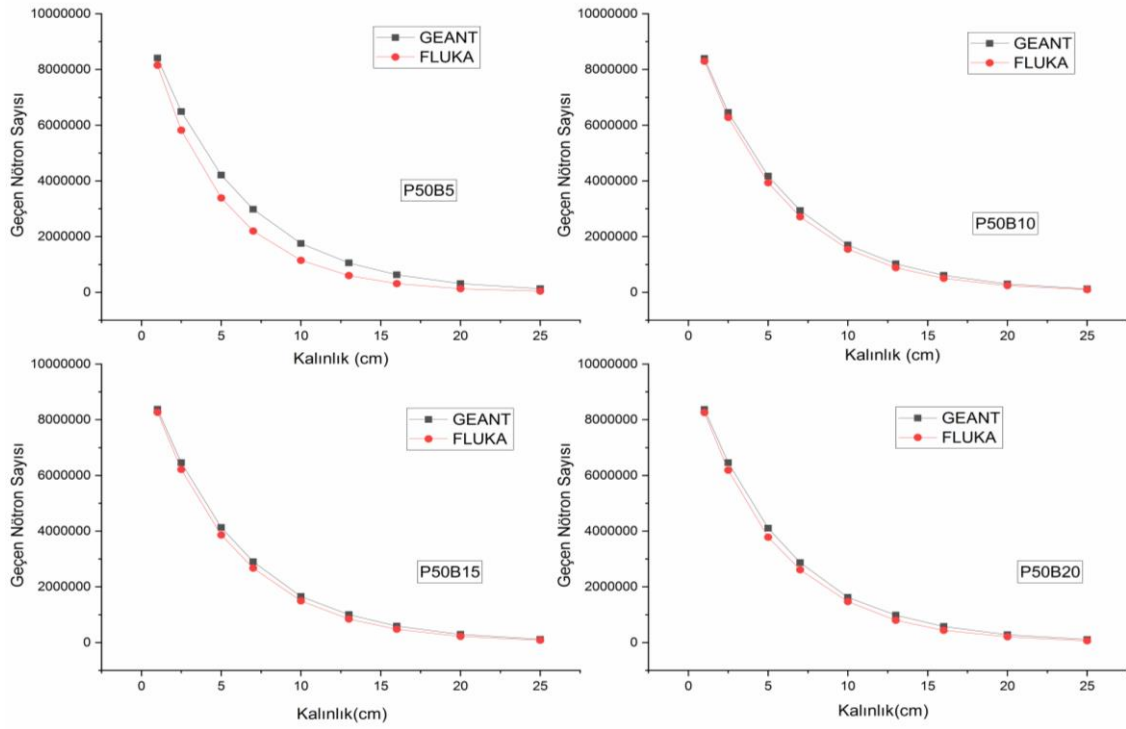 10000000
8000000
6000000
4000000
2000000
0
Geçen Nötron Sayısı
GEANT
FLUKA
P50B5
0 5 10 15 20 25
Kalınlık (cm)
10000000
8000000
6000000
4000000
2000000
0
Geçen Nötron Sayısı
GEANT
FLUKA
P50B10
0 5 10 15 20 25
Kalınlık (cm)
10000000
8000000
6000000
4000000
2000000
0
Geçen Nötron Sayısı
GEANT
FLUKA
P50B15
0 5 10 15 20 25
Kalınlık(cm)
10000000
8000000
6000000
4000000
2000000
0
Geçen Nötron Sayısı
GEANT
FLUKA
P50B20
0 5 10 15 20 25
Kalınlık(cm)